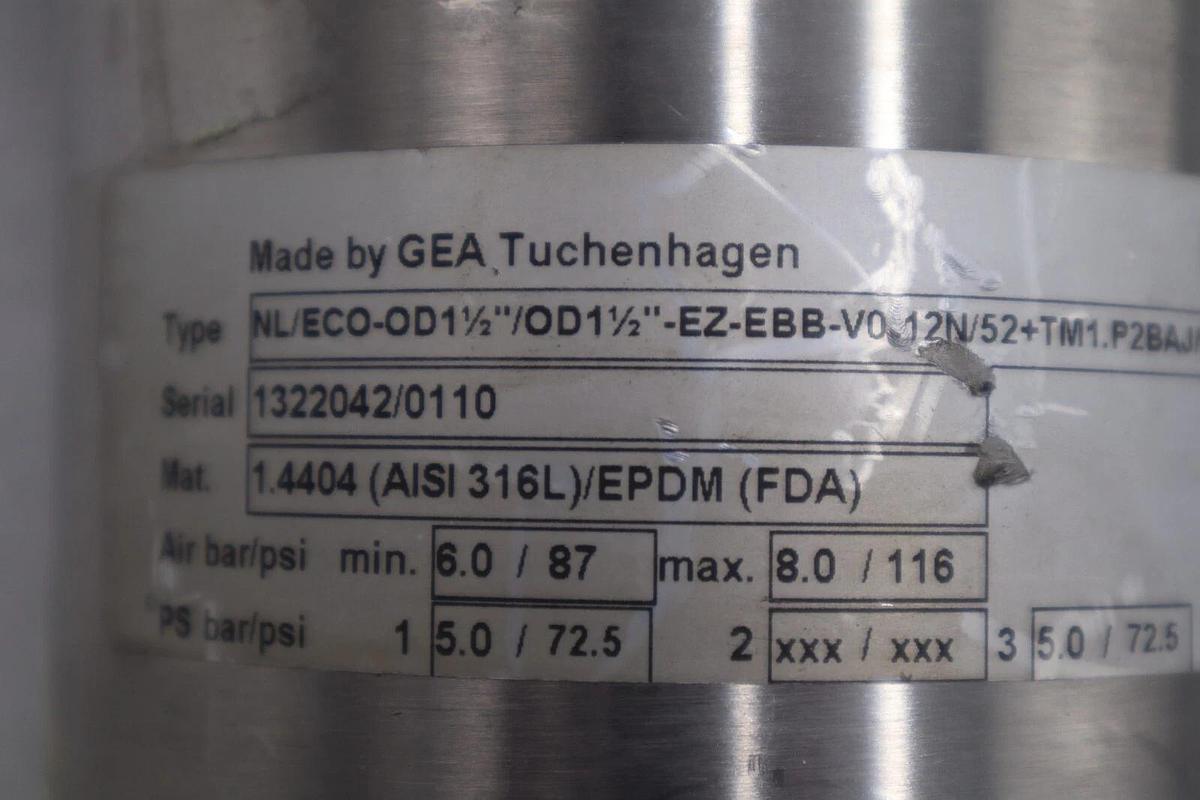 Made by GEA Tuchenhagen
Type NL/ECO-OD1½"/OD1½"-EZ-EBB-V0 12N/52+TM1.P2BAJ
Serial 1322042/0110
Mat. 1.4404 (AISI 316L)/EPDM (FDA)
Air bar/psi min. 6.0 / 87 max. 8.0 / 116
PS bar/psi 1 5.0 / 72.5 2 xxx / xxx 3 5.0 / 72.5